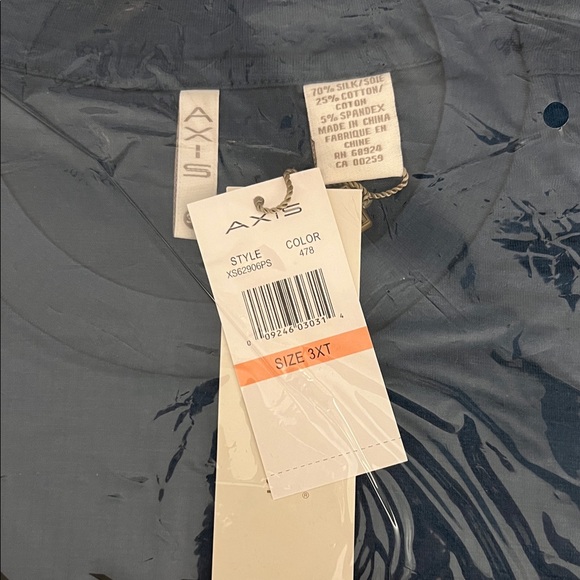 AXIS
70% SILK/SOIE
25% COTTON/
COTON
5% SPANDEX
MADE IN CHINA
FABRIQUE EN
CHINE
RN 68924
CA 00259
AXIS
STYLE COLOR
XS62906PS 478
0 09246 03031 4
SIZE 3XT
®